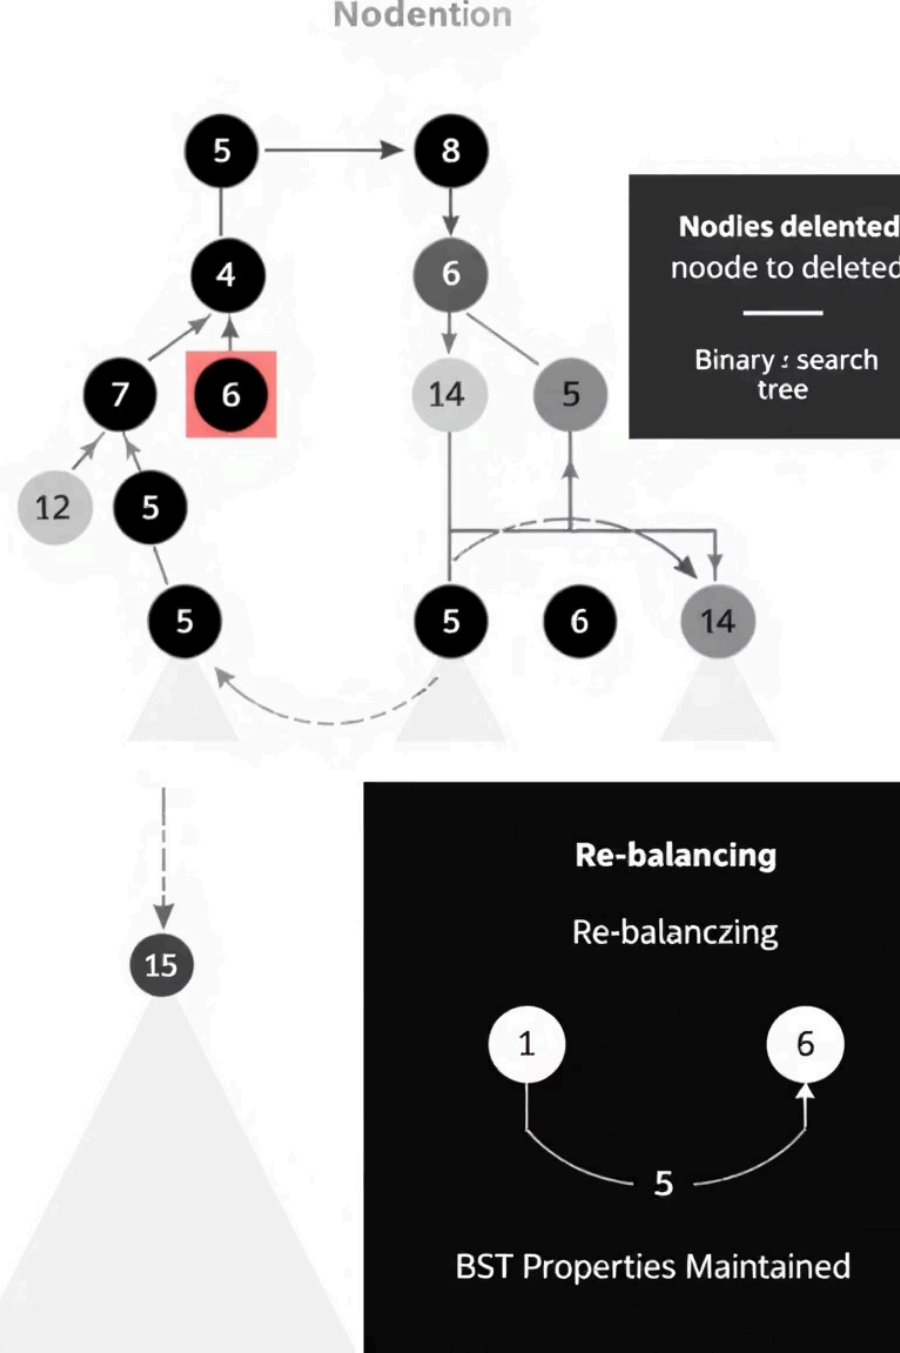 Nodention
5
8
4
6
7
6
14
5
12
5
5
5
6
14
Nodies delented
noode to deleted
Binary : search
tree
15
Re-balancing
Re-balanczing
1
6
5
BST Properties Maintained